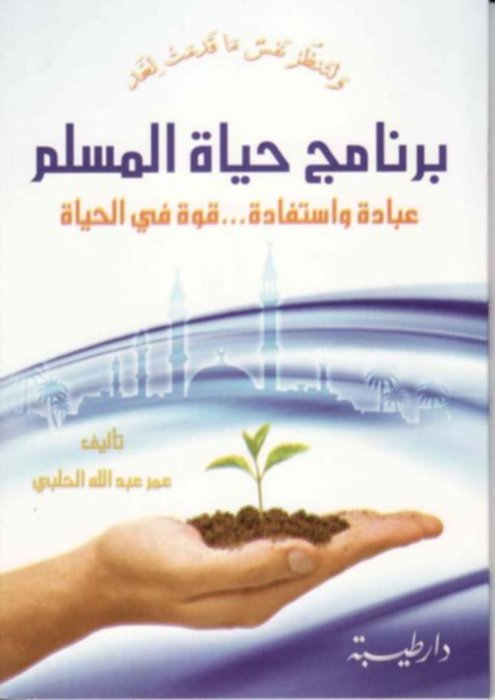 ولتنظر نفس ما قدمت لغد
برنامج حياة المسلم
عبادة واستفادة...قوة في الحياة
تأليف
عمر عبد الله الحلبي
دار طيبة